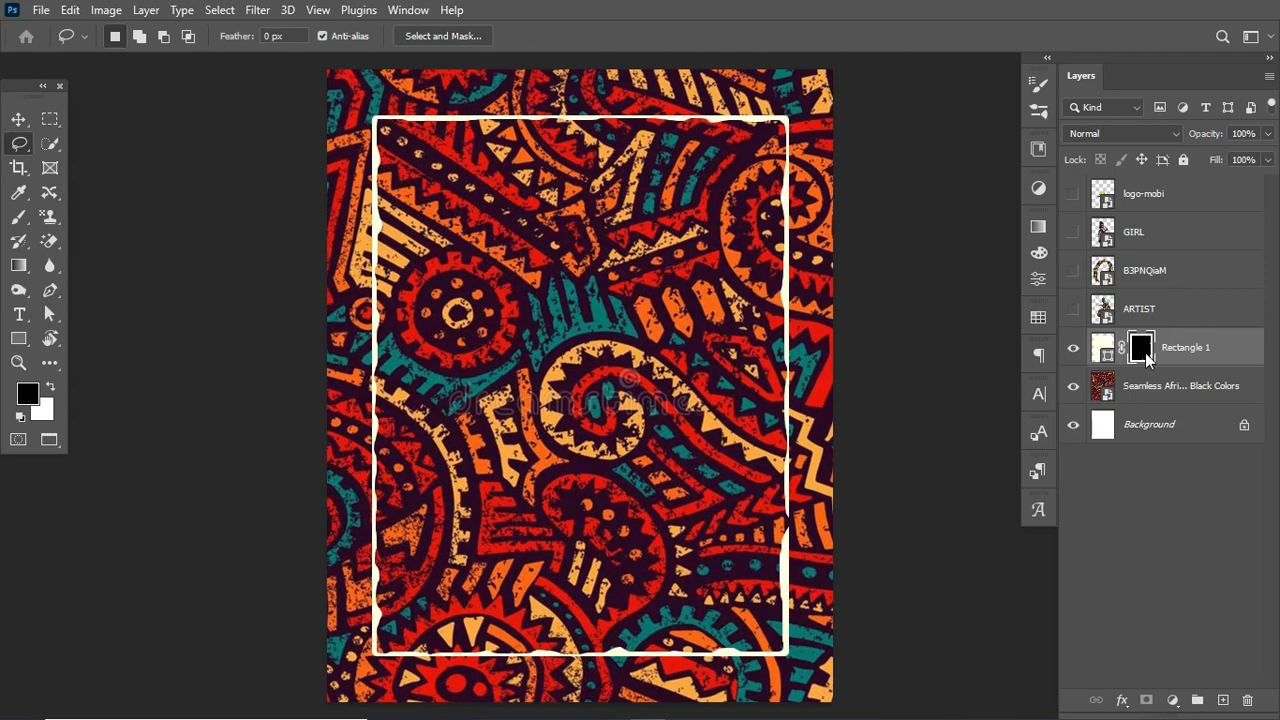 Ps File Edit Image Layer Type Select Filter 3D View Plugins Window Help
Feather: 0 px Anti-alias Select and Mask...
Layers
Kind
Normal Opacity: 100%
Lock: Fill: 100%
logo-mobi
GIRL
B3PNQiaM
ARTIST
Rectangle 1
Seamless Afri... Black Colors
Background
dreamstime